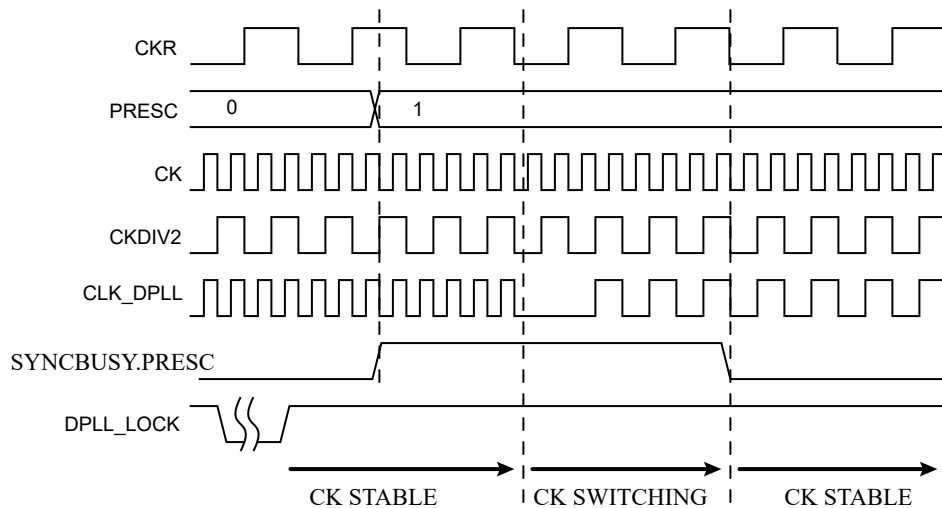 CKR
PRESC
0
1
CK
CKDIV2
CLK_DPLL
SYNCBUSY.PRESC
DPLL_LOCK
CK STABLE
CK SWITCHING
CK STABLE